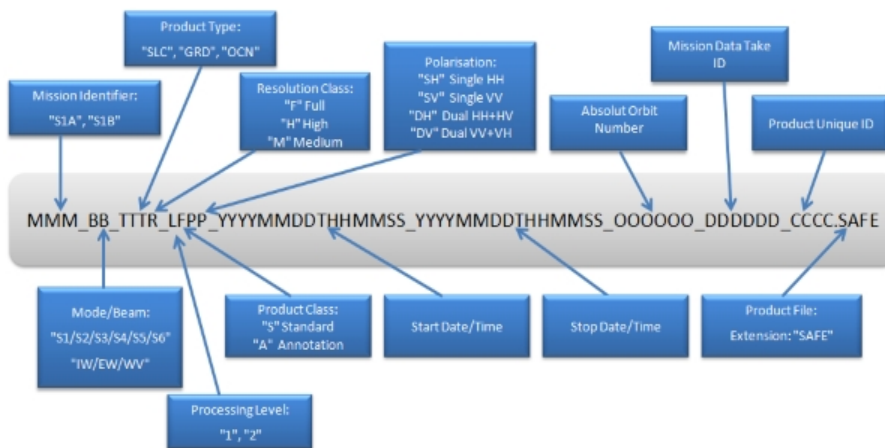 Product Type:
"SLC", "GRD", "OCN"
Polarisation:
"SH" Single HH
"SV" Single VV
"DH" Dual HH+HV
"DV" Dual VV+VH
Mission Data Take
ID
Mission Identifier:
"S1A", "S1B"
Resolution Class:
"F" Full
"H" High
"M" Medium
Absolut Orbit
Number
Product Unique ID
MMM_BB_TTTR_LFPP_YYYYMMDDTHHMMSS_YYYYMMDDTHHMMSS_OOOOOO_DDDDDD_CCCC.SAFE
Mode/Beam:
"S1/S2/S3/S4/S5/S6"
"IW/EW/WV"
Product Class:
"S" Standard
"A" Annotation
Start Date/Time
Stop Date/Time
Product File:
Extension: "SAFE"
Processing Level:
"1", "2"